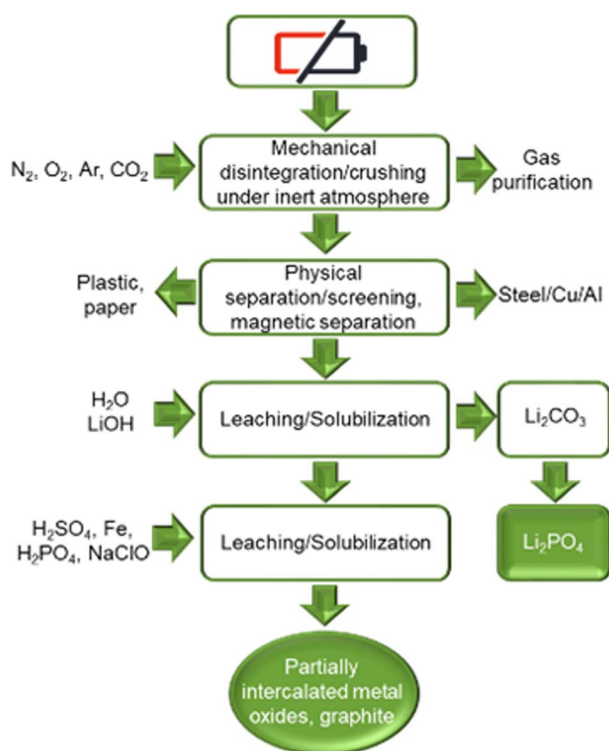 Mechanical
disintegration/crushing
under inert atmosphere
N₂, O₂, Ar, CO₂
Gas
purification
Plastic,
paper
Physical
separation/screening,
magnetic separation
Steel/Cu/Al
H₂O
LiOH
Leaching/Solubilization
Li₂CO₃
H₂SO₄, Fe,
H₂PO₄, NaClO
Leaching/Solubilization
Li₂PO₄
Partially
intercalated metal
oxides, graphite